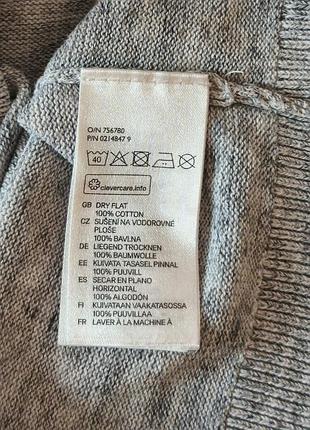 O/N 756780
P/N 0214847 9
40
clevercare.info
GB DRY FLAT
100% COTTON
CZ SUŠENÍ NA VODOROVNÉ
PLOŠE
100% BAVLNA
DE LIEGEND TROCKNEN
100% BAUMWOLLE
EE KUIVATA TASASEL PINNAL
100% PUUVILL
ES SECAR EN PLANO
HORIZONTAL
100% ALGODÓN
FI KUIVATAAN VAAKATASOSSA
100% PUUVILLAA
FR LAVER À LA MACHINE À